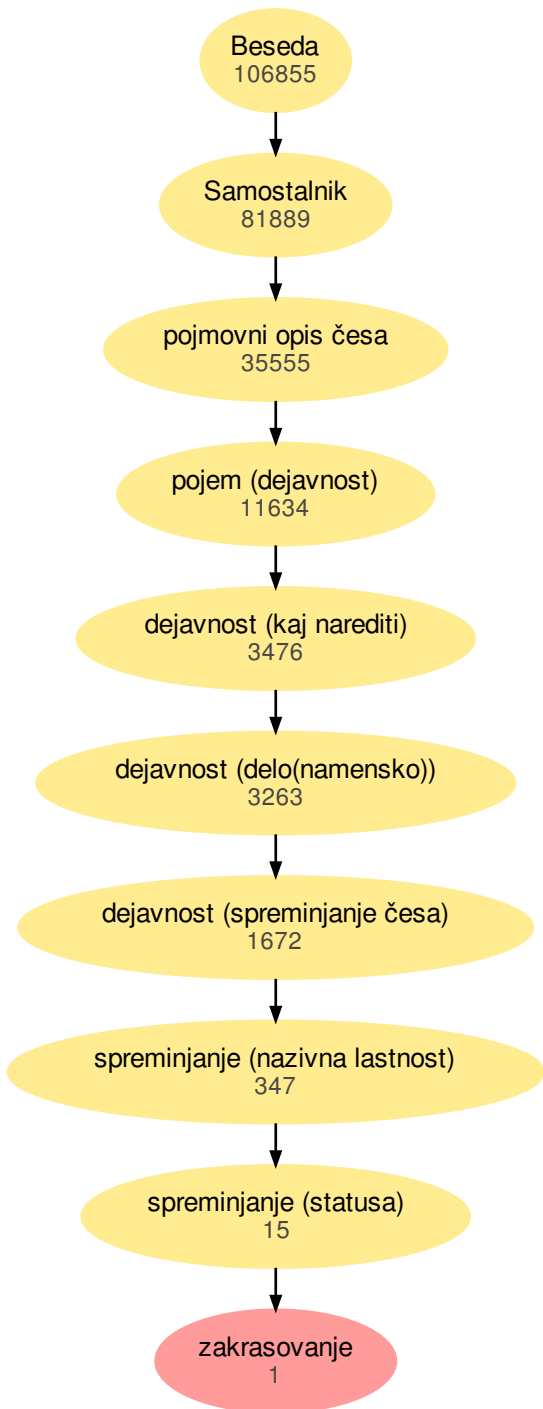 Beseda
106855
Samostalnik
81889
pojmovni opis česa
35555
pojem (dejavnost)
11634
dejavnost (kaj narediti)
3476
dejavnost (delo(namensko))
3263
dejavnost (spreminjanje česa)
1672
spreminjanje (nazivna lastnost)
347
spreminjanje (statusa)
15
zakrasovanje
1